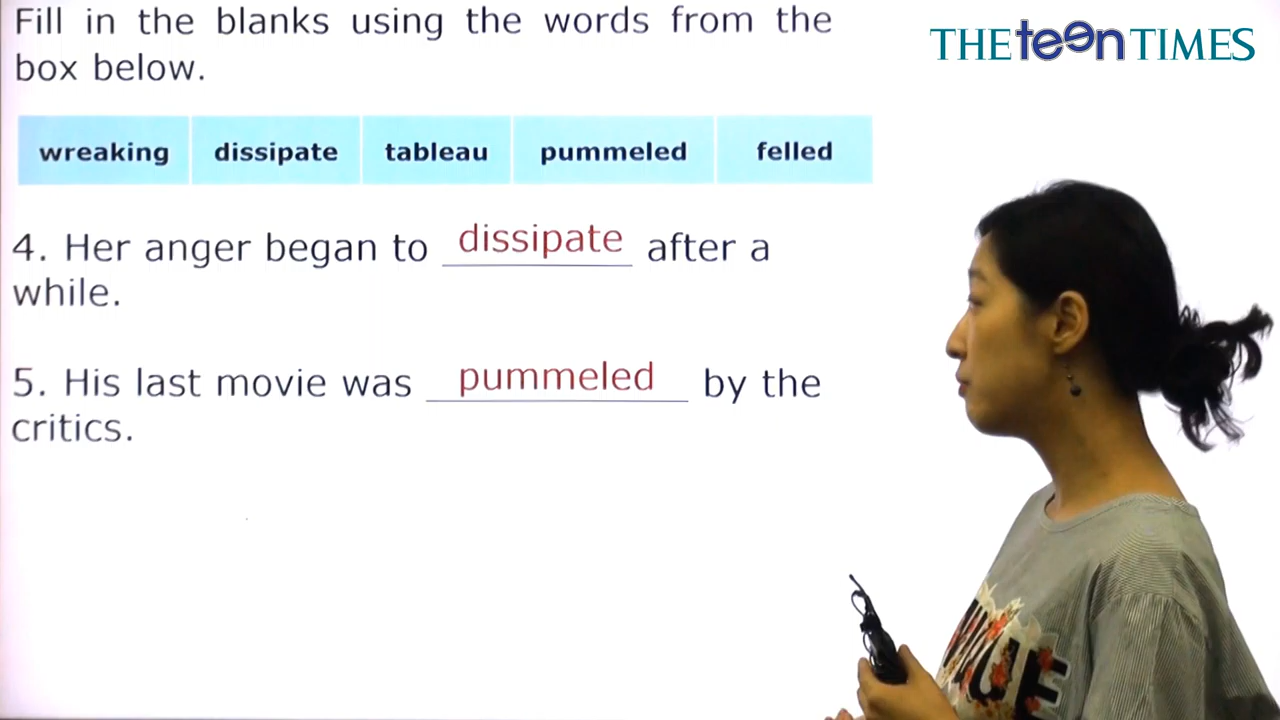 Fill in the blanks using the words from the
box below.
THE teen TIMES
wreaking dissipate tableau pummeled felled
4. Her anger began to dissipate after a
while.
5. His last movie was pummeled by the
critics.